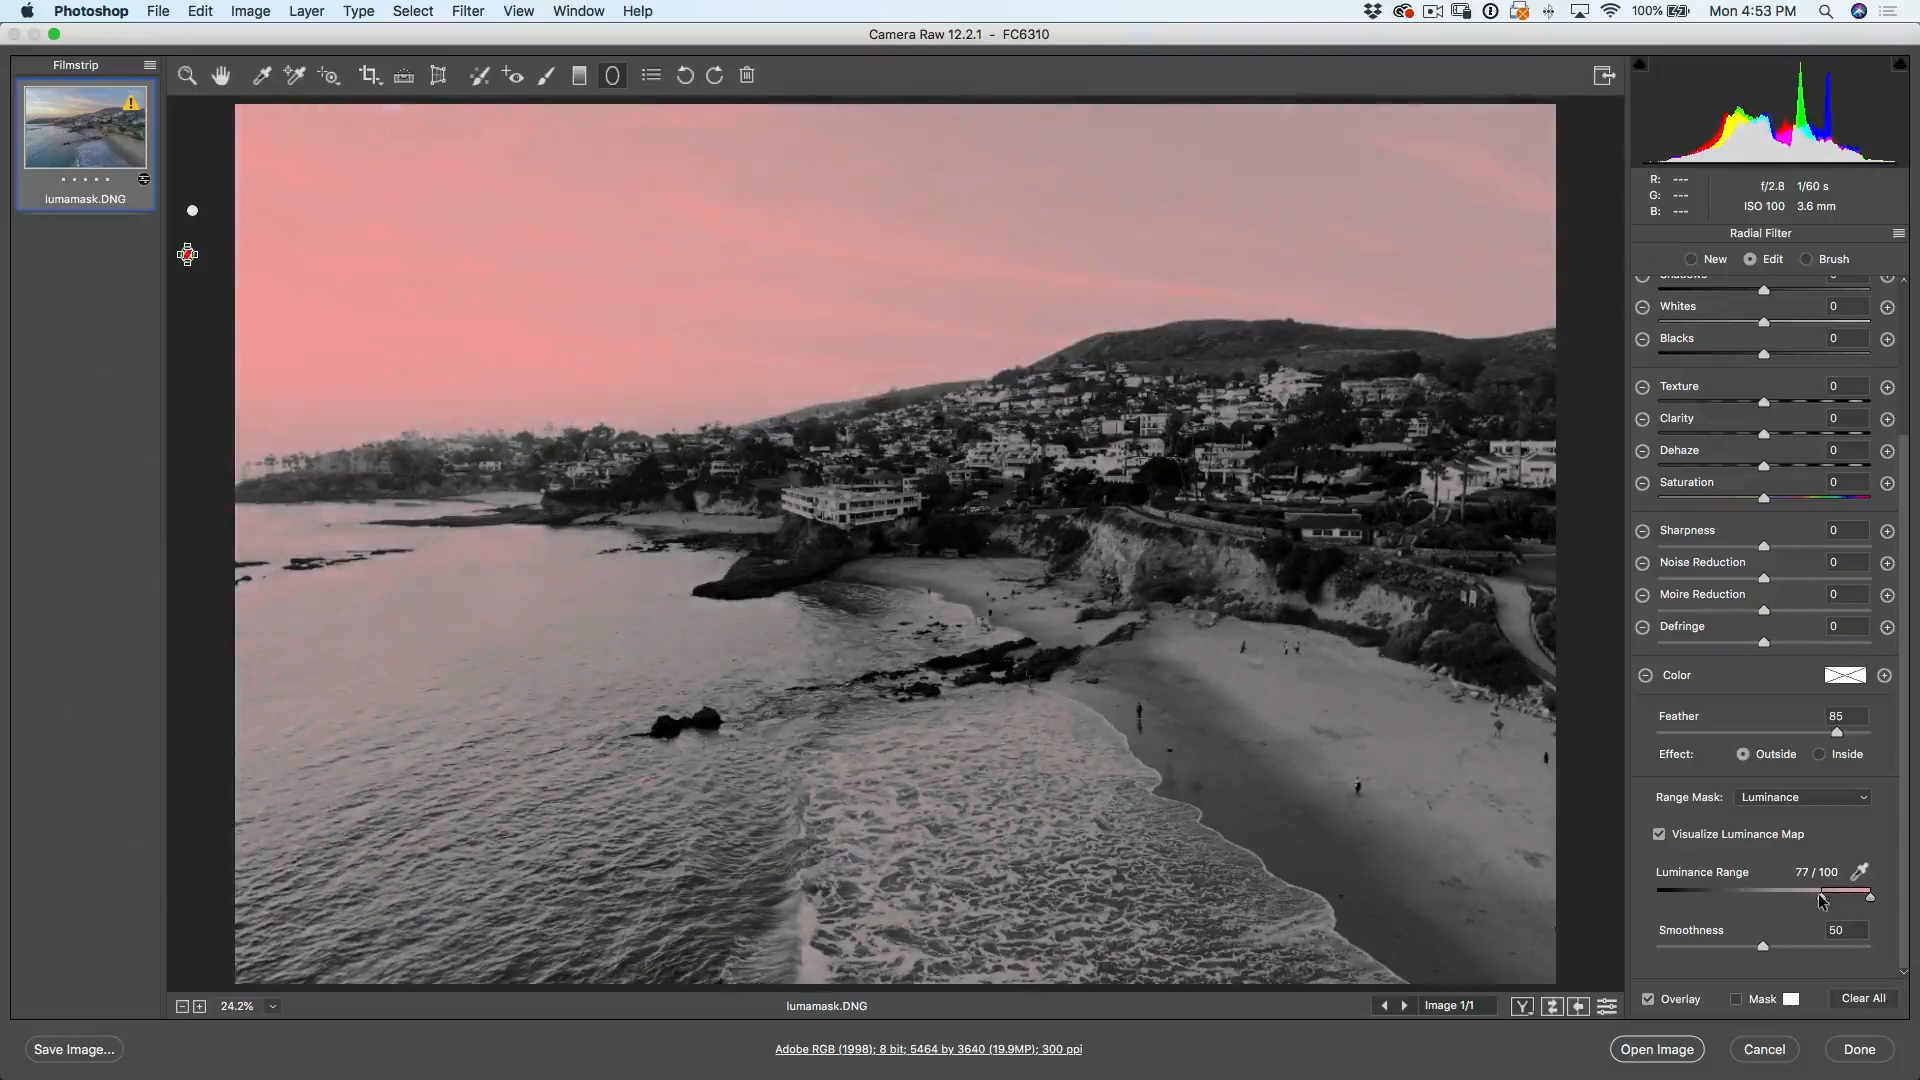 Photoshop File Edit Image Layer Type Select Filter View Window Help
100% Mon 4:53 PM
Camera Raw 12.2.1 - FC6310
Filmstrip
lumamask.DNG
R: ---
G: ---
B: ---
f/2.8 1/60 s
ISO 100 3.6 mm
Radial Filter
New Edit Brush
Shadows
Whites 0
Blacks 0
Texture 0
Clarity 0
Dehaze 0
Saturation 0
Sharpness 0
Noise Reduction 0
Moire Reduction 0
Defringe 0
Color
Feather 85
Effect: Outside Inside
Range Mask: Luminance
Visualize Luminance Map
Luminance Range 77 / 100
Smoothness 50
24.2% lumamask.DNG Image 1/1
Overlay Mask Clear All
Save Image... Adobe RGB (1998); 8 bit; 5464 by 3640 (19.9MP); 300 ppi Open Image Cancel Done